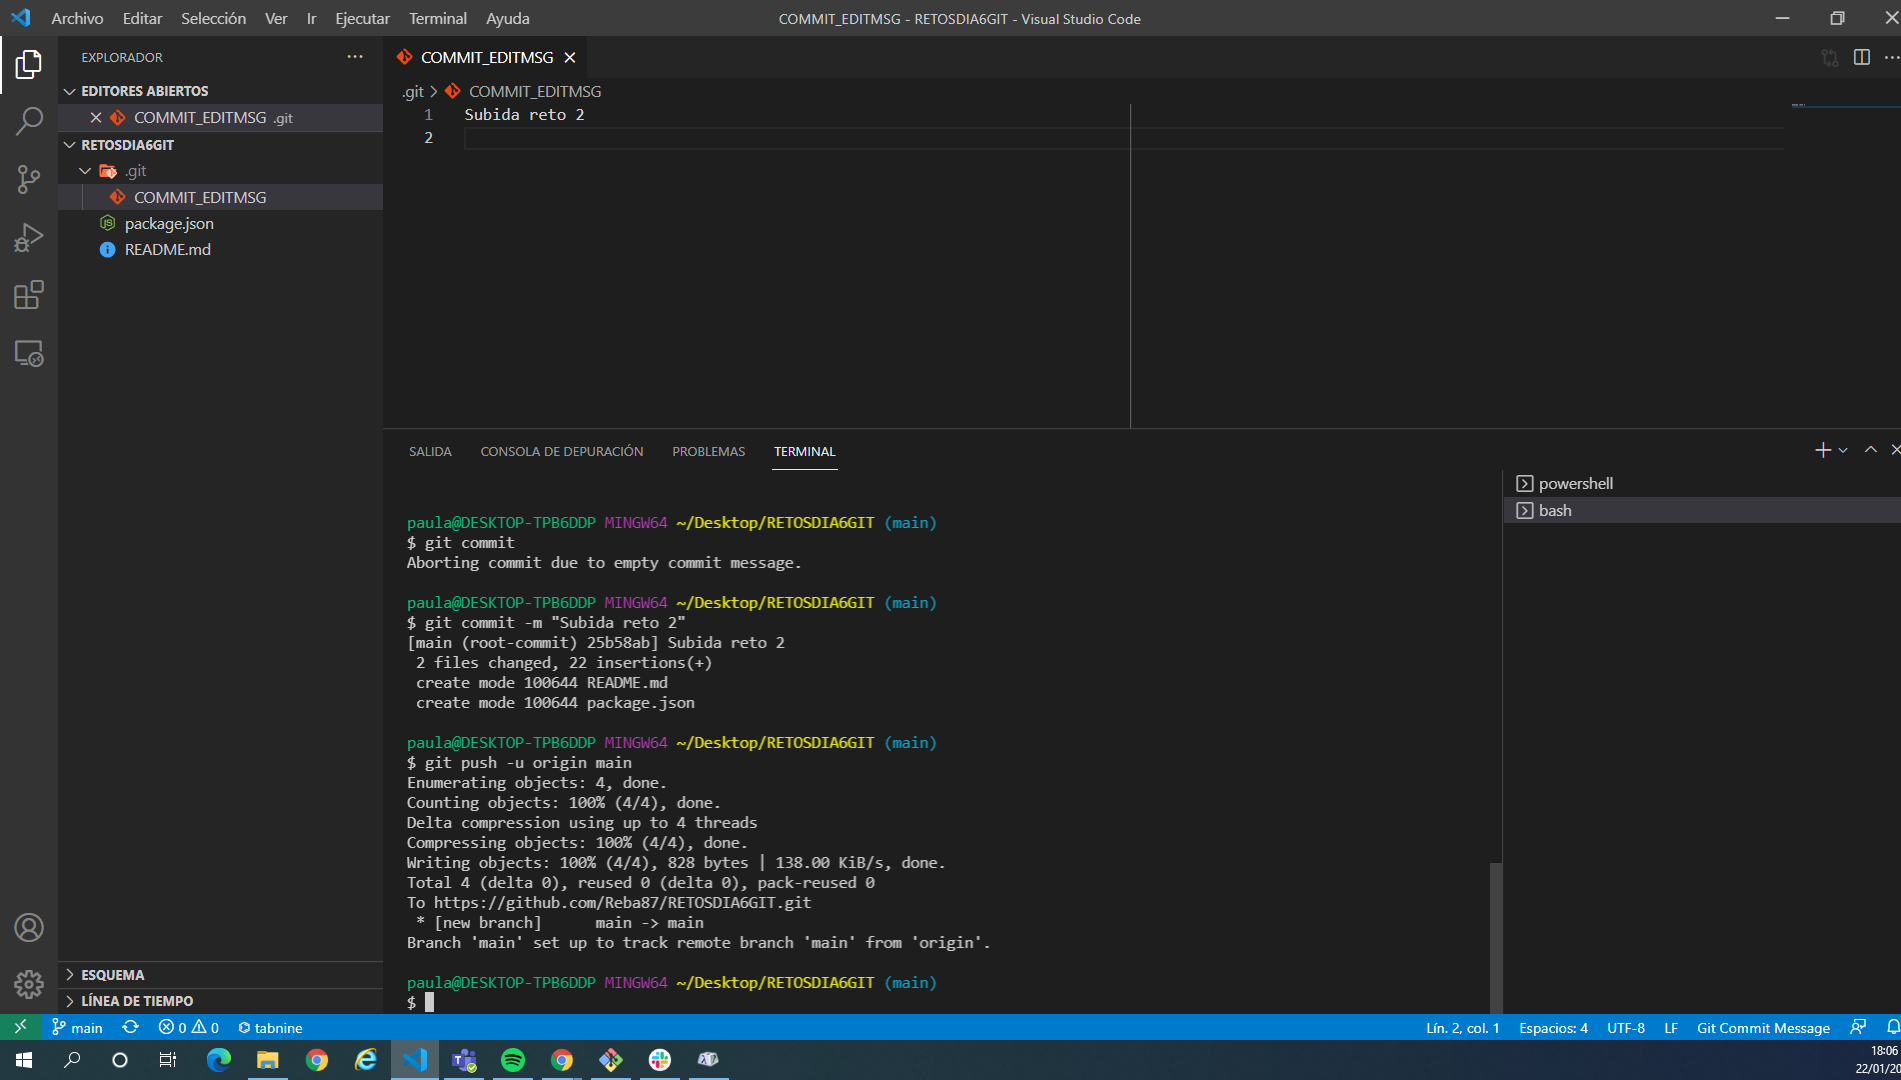 Archivo Editar Selección Ver Ir Ejecutar Terminal Ayuda
COMMIT_EDITMSG - RETOSDIA6GIT - Visual Studio Code
EXPLORADOR
EDITORES ABIERTOS
COMMIT_EDITMSG .git
RETOSDIA6GIT
.git
COMMIT_EDITMSG
package.json
README.md
ESQUEMA
LÍNEA DE TIEMPO
COMMIT_EDITMSG
.git > COMMIT_EDITMSG
1 Subida reto 2
2
SALIDA CONSOLA DE DEPURACIÓN PROBLEMAS TERMINAL
powershell
bash
paula@DESKTOP-TPB6DDP MINGW64 ~/Desktop/RETOSDIA6GIT (main)
$ git commit
Aborting commit due to empty commit message.
paula@DESKTOP-TPB6DDP MINGW64 ~/Desktop/RETOSDIA6GIT (main)
$ git commit -m "Subida reto 2"
[main (root-commit) 25b58ab] Subida reto 2
2 files changed, 22 insertions(+)
create mode 100644 README.md
create mode 100644 package.json
paula@DESKTOP-TPB6DDP MINGW64 ~/Desktop/RETOSDIA6GIT (main)
$ git push -u origin main
Enumerating objects: 4, done.
Counting objects: 100% (4/4), done.
Delta compression using up to 4 threads
Compressing objects: 100% (4/4), done.
Writing objects: 100% (4/4), 828 bytes | 138.00 KiB/s, done.
Total 4 (delta 0), reused 0 (delta 0), pack-reused 0
To https://github.com/Reba87/RETOSDIA6GIT.git
* [new branch] main -> main
Branch 'main' set up to track remote branch 'main' from 'origin'.
paula@DESKTOP-TPB6DDP MINGW64 ~/Desktop/RETOSDIA6GIT (main)
$
main 0 0 tabnine
Lín. 2, col. 1 Espacios: 4 UTF-8 LF Git Commit Message
18:06
22/01/20